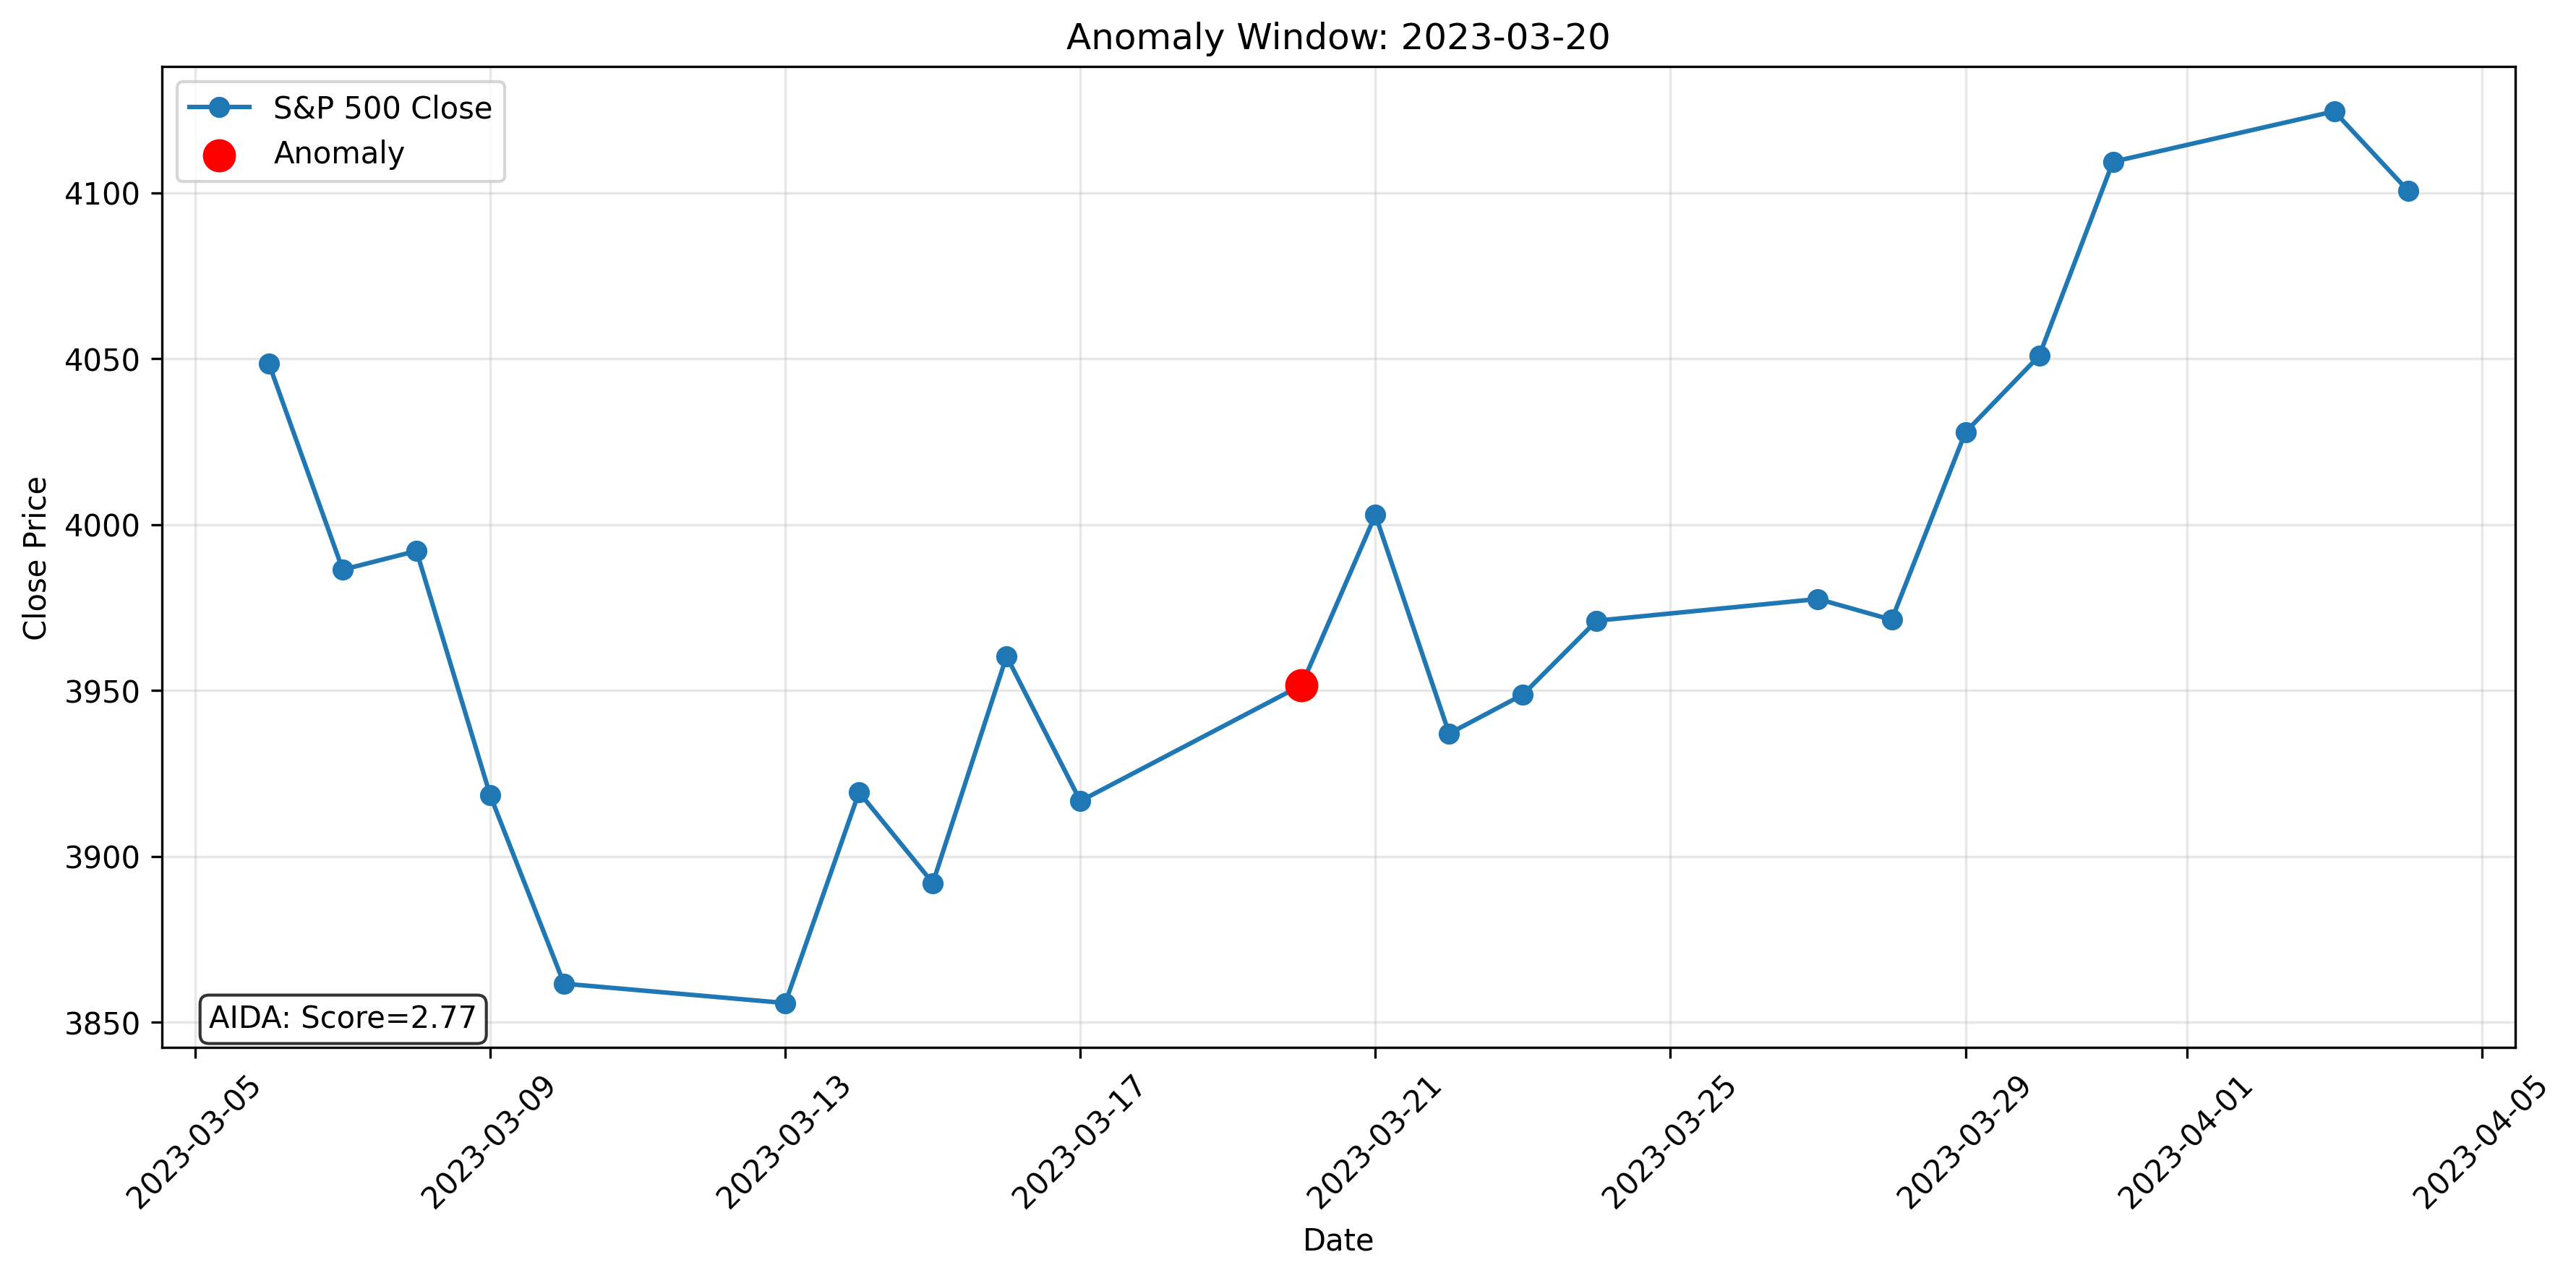 Anomaly Window: 2023-03-20
S&P 500 Close
Anomaly
4100
4050
4000
3950
3900
3850
Close Price
AIDA: Score=2.77
2023-03-05
2023-03-09
2023-03-13
2023-03-17
2023-03-21
2023-03-25
2023-03-29
2023-04-01
2023-04-05
Date